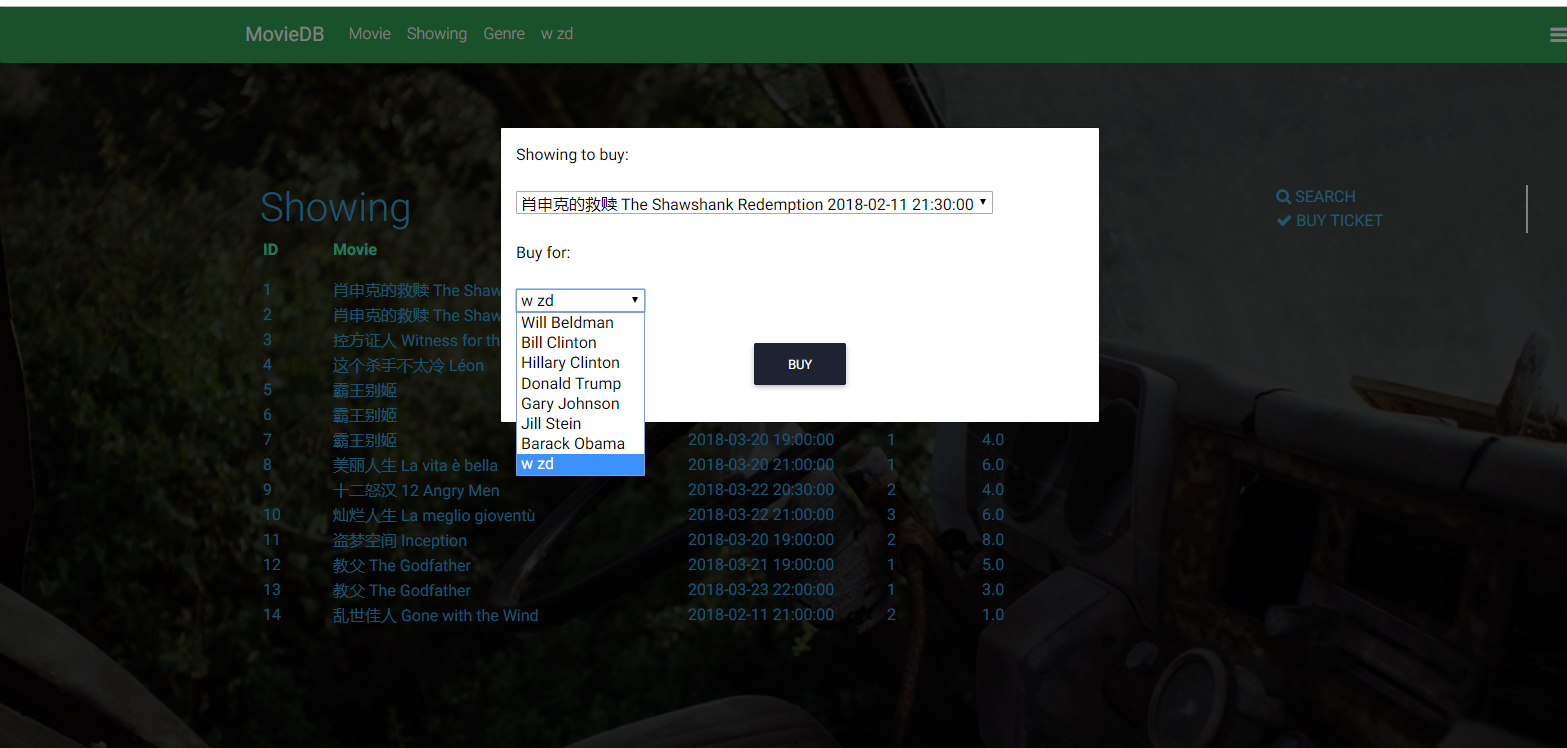 MovieDB Movie Showing Genre w zd
Showing to buy:
肖申克的救赎 The Shawshank Redemption 2018-02-11 21:30:00
Buy for:
w zd
Will Beldman
Bill Clinton
Hillary Clinton
Donald Trump
Gary Johnson
Jill Stein
Barack Obama
w zd
BUY
SEARCH
BUY TICKET
Showing
ID Movie
1 肖申克的救赎 The Shaw
2 肖申克的救赎 The Shaw
3 控方证人 Witness for th
4 这个杀手不太冷 Léon
5 霸王别姬
6 霸王别姬
7 霸王别姬 2018-03-20 19:00:00 1 4.0
8 美丽人生 La vita è bella 2018-03-20 21:00:00 1 6.0
9 十二怒汉 12 Angry Men 2018-03-22 20:30:00 2 4.0
10 灿烂人生 La meglio gioventù 2018-03-22 21:00:00 3 6.0
11 盗梦空间 Inception 2018-03-20 19:00:00 2 8.0
12 教父 The Godfather 2018-03-21 19:00:00 1 5.0
13 教父 The Godfather 2018-03-23 22:00:00 1 3.0
14 乱世佳人 Gone with the Wind 2018-02-11 21:00:00 2 1.0